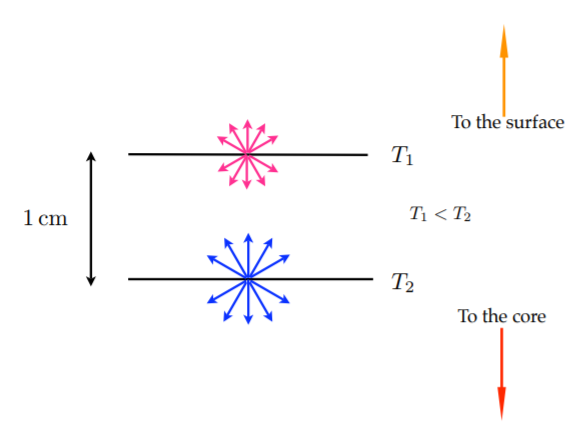 To the surface
T₁
1 cm
T₁ < T₂
T₂
To the core